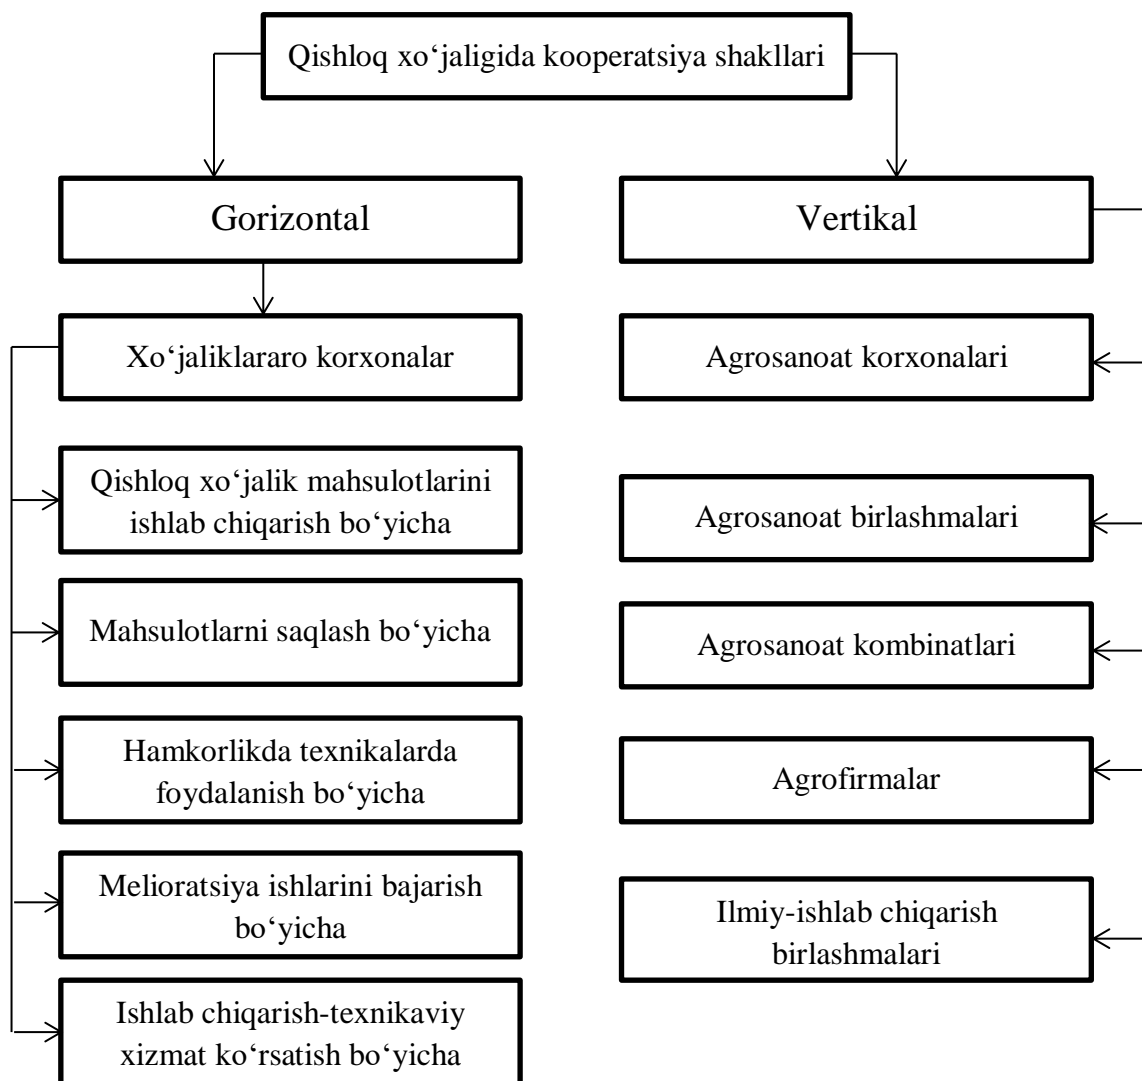 Qishloq xo‘jaligida kooperatsiya shakllari
Gorizontal
Vertikal
Xo‘jaliklararo korxonalar
Agrosanoat korxonalari
Qishloq xo‘jalik mahsulotlarini
ishlab chiqarish bo‘yicha
Agrosanoat birlashmalari
Mahsulotlarni saqlash bo‘yicha
Agrosanoat kombinatlari
Hamkorlikda texnikalarda
foydalanish bo‘yicha
Agrofirmalar
Melioratsiya ishlarini bajarish
bo‘yicha
Ilmiy-ishlab chiqarish
birlashmalari
Ishlab chiqarish-texnikaviy
xizmat ko‘rsatish bo‘yicha